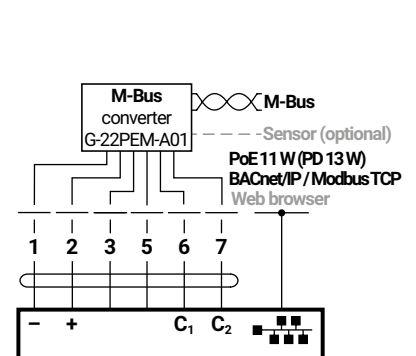 M-Bus
converter
G-22PEM-A01
M-Bus
Sensor (optional)
PoE 11 W (PD 13 W)
BACnet/IP / Modbus TCP
Web browser
1 2 3 5 6 7
– + C₁ C₂